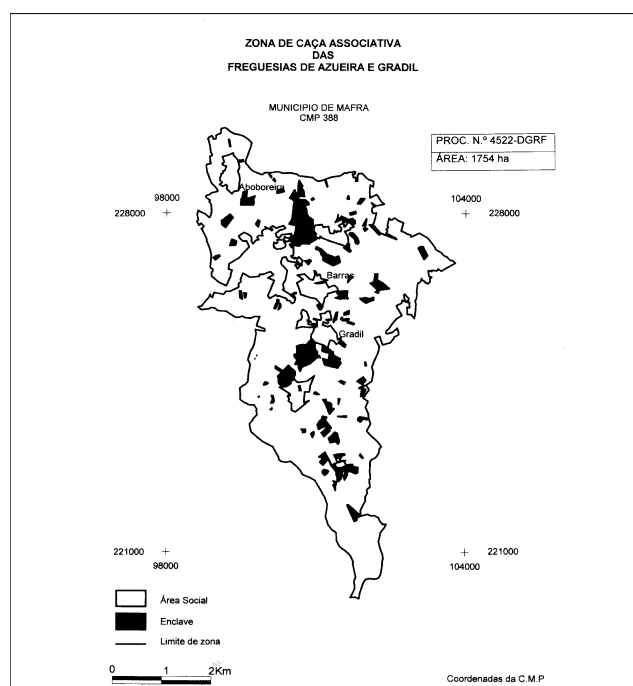 ZONA DE CAÇA ASSOCIATIVA
DAS
FREGUESIAS DE AZUEIRA E GRADIL
MUNICIPIO DE MAFRA
CMP 388
PROC. N.º 4522-DGRF
ÁREA: 1754 ha
98000
104000
228000
228000
Aboboreira
Barras
Gradil
221000
221000
98000
104000
Área Social
Enclave
Limite de zona
0 1 2Km
Coordenadas da C.M.P